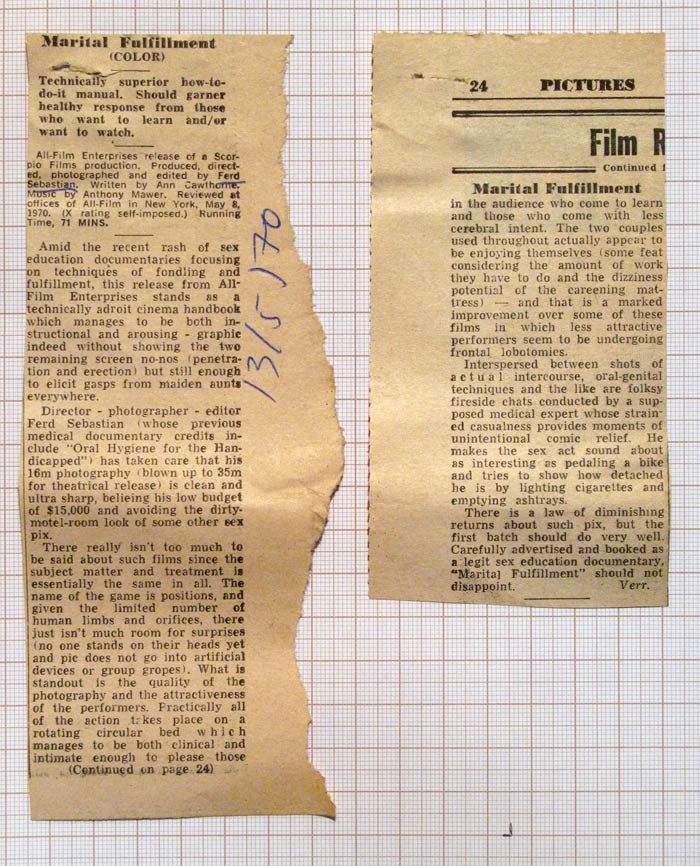 Marital Fulfillment
(COLOR)
Technically superior how-to-
do-it manual. Should garner
healthy response from those
who want to learn and/or
want to watch.
All-Film Enterprises release of a Scor-
pio Films production. Produced, direct-
ed, photographed and edited by Ferd
Sebastian. Written by Ann Cawthorne.
Music by Anthony Mawer. Reviewed at
offices of All-Film in New York, May 8,
1970. (X rating self-imposed.) Running
Time, 71 MINS.
Amid the recent rash of sex
education documentaries focusing
on techniques of fondling and
fulfillment, this release from All-
Film Enterprises stands as a
technically adroit cinema handbook
which manages to be both in-
structional and arousing - graphic
indeed without showing the two
remaining screen no-nos (penetra-
tion and erection) but still enough
to elicit gasps from maiden aunts
everywhere.
Director - photographer - editor
Ferd Sebastian (whose previous
medical documentary credits in-
clude "Oral Hygiene for the Han-
dicapped") has taken care that his
16m photography (blown up to 35m
for theatrical release) is clean and
ultra sharp, belieing his low budget
of $15,000 and avoiding the dirty-
motel-room look of some other sex
pix.
There really isn't too much to
be said about such films since the
subject matter and treatment is
essentially the same in all. The
name of the game is positions, and
given the limited number of
human limbs and orifices, there
just isn't much room for surprises
(no one stands on their heads yet
and pic does not go into artificial
devices or group gropes). What is
standout is the quality of the
photography and the attractiveness
of the performers. Practically all
of the action takes place on a
rotating circular bed which
manages to be both clinical and
intimate enough to please those
(Continued on page 24)
13/5/70
24 PICTURES
Film R
Continued f
Marital Fulfillment
in the audience who come to learn
and those who come with less
cerebral intent. The two couples
used throughout actually appear to
be enjoying themselves (some feat
considering the amount of work
they have to do and the dizziness
potential of the careening mat-
tress) — and that is a marked
improvement over some of these
films in which less attractive
performers seem to be undergoing
frontal lobotomies.
Interspersed between shots of
actual intercourse, oral-genital
techniques and the like are folksy
fireside chats conducted by a sup-
posed medical expert whose strain-
ed casualness provides moments of
unintentional comic relief. He
makes the sex act sound about
as interesting as pedaling a bike
and tries to show how detached
he is by lighting cigarettes and
emptying ashtrays.
There is a law of diminishing
returns about such pix, but the
first batch should do very well.
Carefully advertised and booked as
a legit sex education documentary,
"Marital Fulfillment" should not
disappoint. Verr.